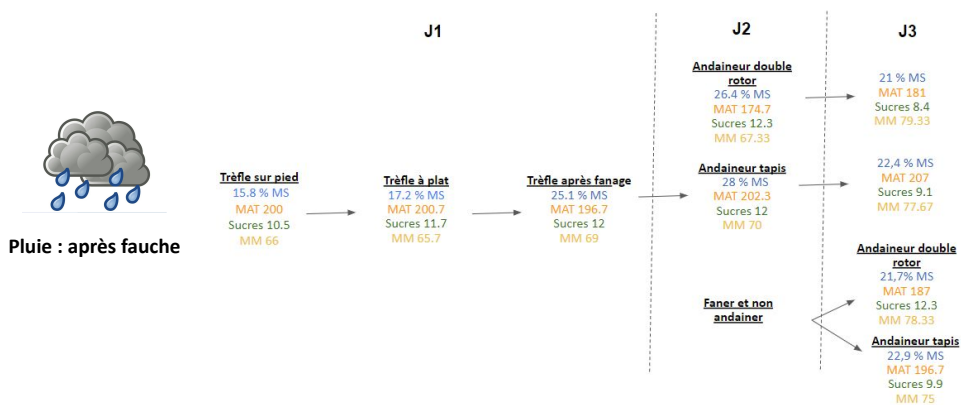 J1
J2
J3
Pluie : après fauche
Trèfle sur pied
15.8 % MS
MAT 200
Sucres 10.5
MM 66
Trèfle à plat
17.2 % MS
MAT 200.7
Sucres 11.7
MM 65.7
Trèfle après fanage
25.1 % MS
MAT 196.7
Sucres 12
MM 69
Andaineur double
rotor
26.4 % MS
MAT 174.7
Sucres 12.3
MM 67.33
Andaineur tapis
28 % MS
MAT 202.3
Sucres 12
MM 70
Faner et non
andainer
21 % MS
MAT 181
Sucres 8.4
MM 79.33
22,4 % MS
MAT 207
Sucres 9.1
MM 77.67
Andaineur double
rotor
21,7% MS
MAT 187
Sucres 12.3
MM 78.33
Andaineur tapis
22,9 % MS
MAT 196.7
Sucres 9.9
MM 75